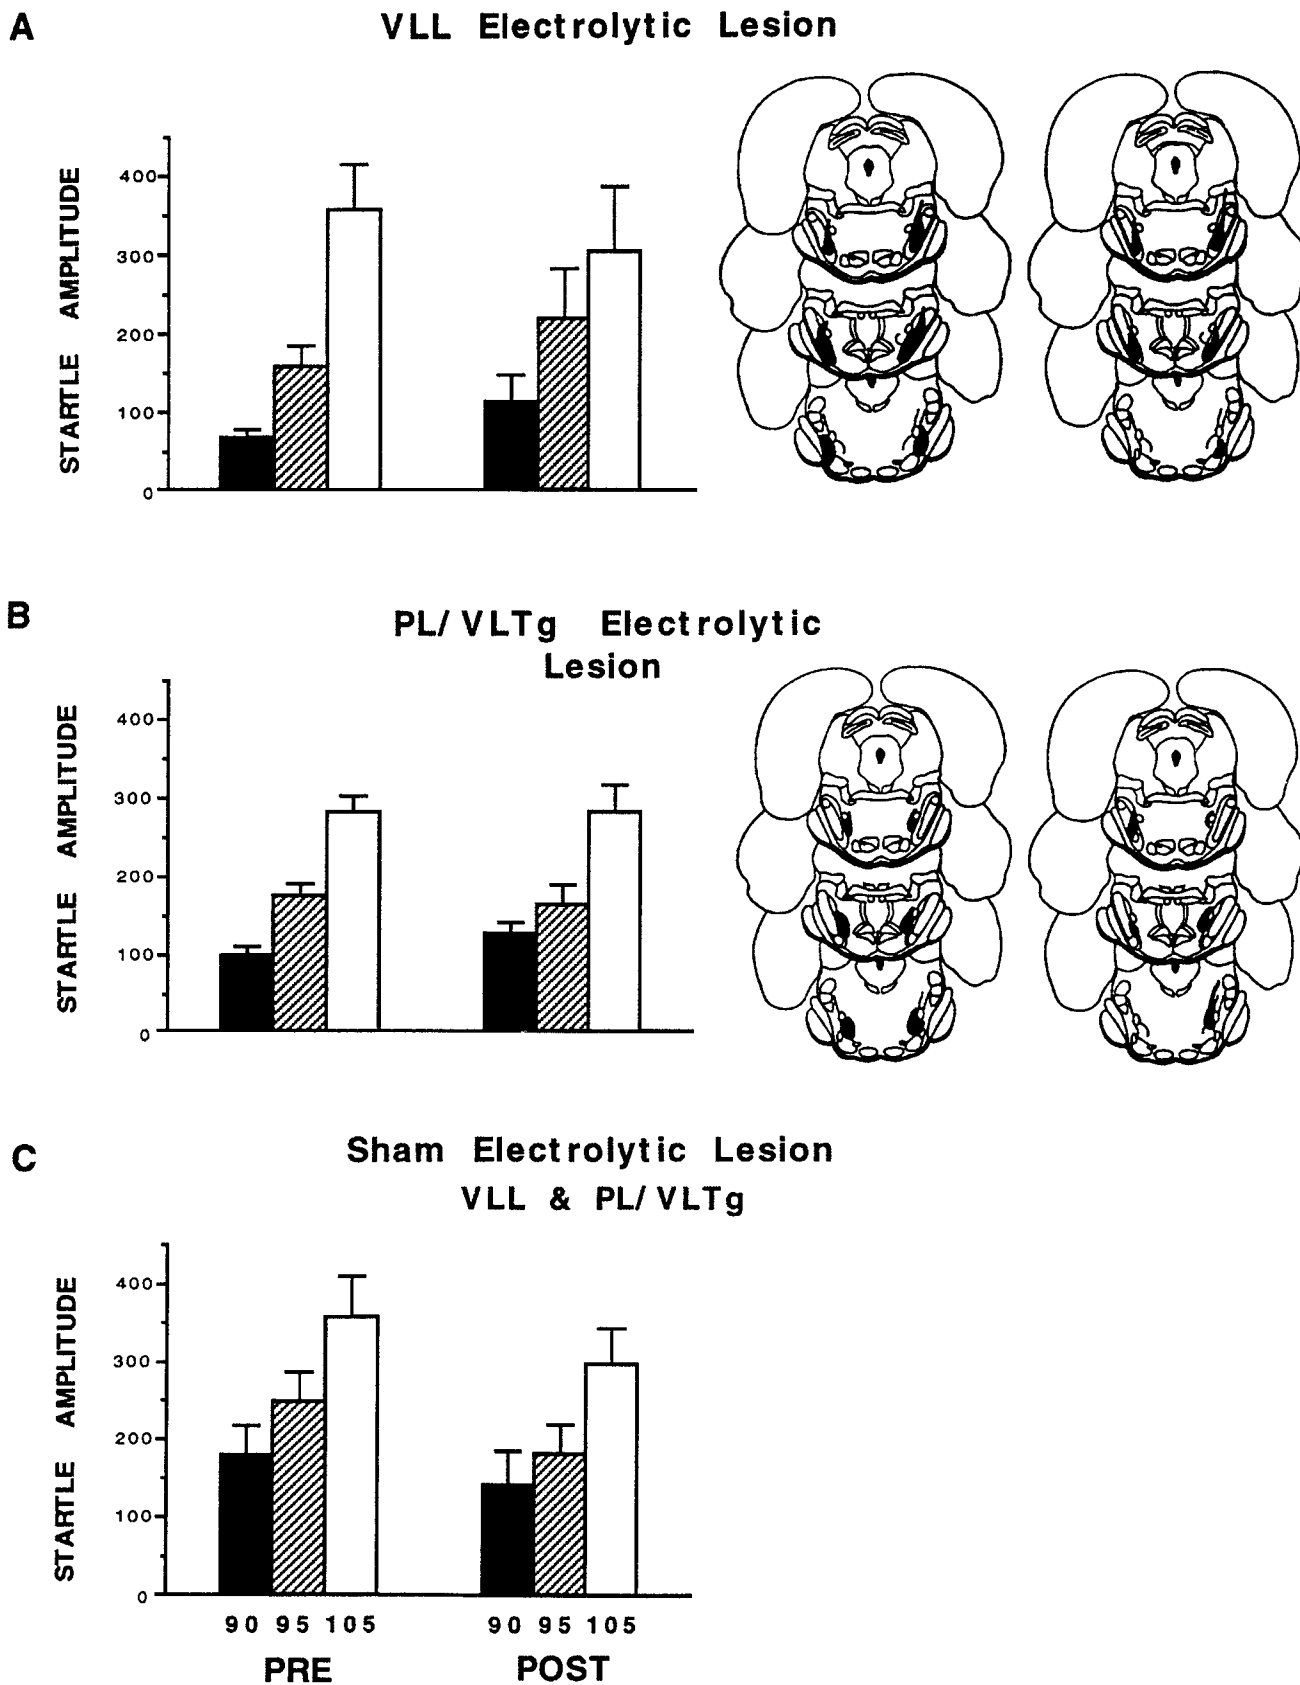 A
VLL Electrolytic Lesion
STARTLE AMPLITUDE
400
300
200
100
0
B
PL/VLTg Electrolytic
Lesion
STARTLE AMPLITUDE
400
300
200
100
0
C
Sham Electrolytic Lesion
VLL & PL/VLTg
STARTLE AMPLITUDE
400
300
200
100
0
90 95 105 90 95 105
PRE POST